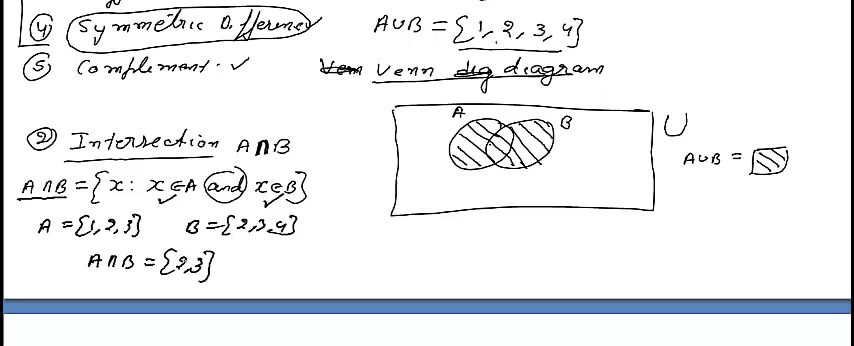 (4) Symmetric Difference
(5) Complement.
A∪B = {1, 2, 3, 4}
Venn diagram
A
B
U
A∪B =
(2) Intersection A∩B
A∩B = {x: x∈A and x∈B}
A = {1, 2, 3} B = {2, 3, 4}
A∩B = {2, 3}